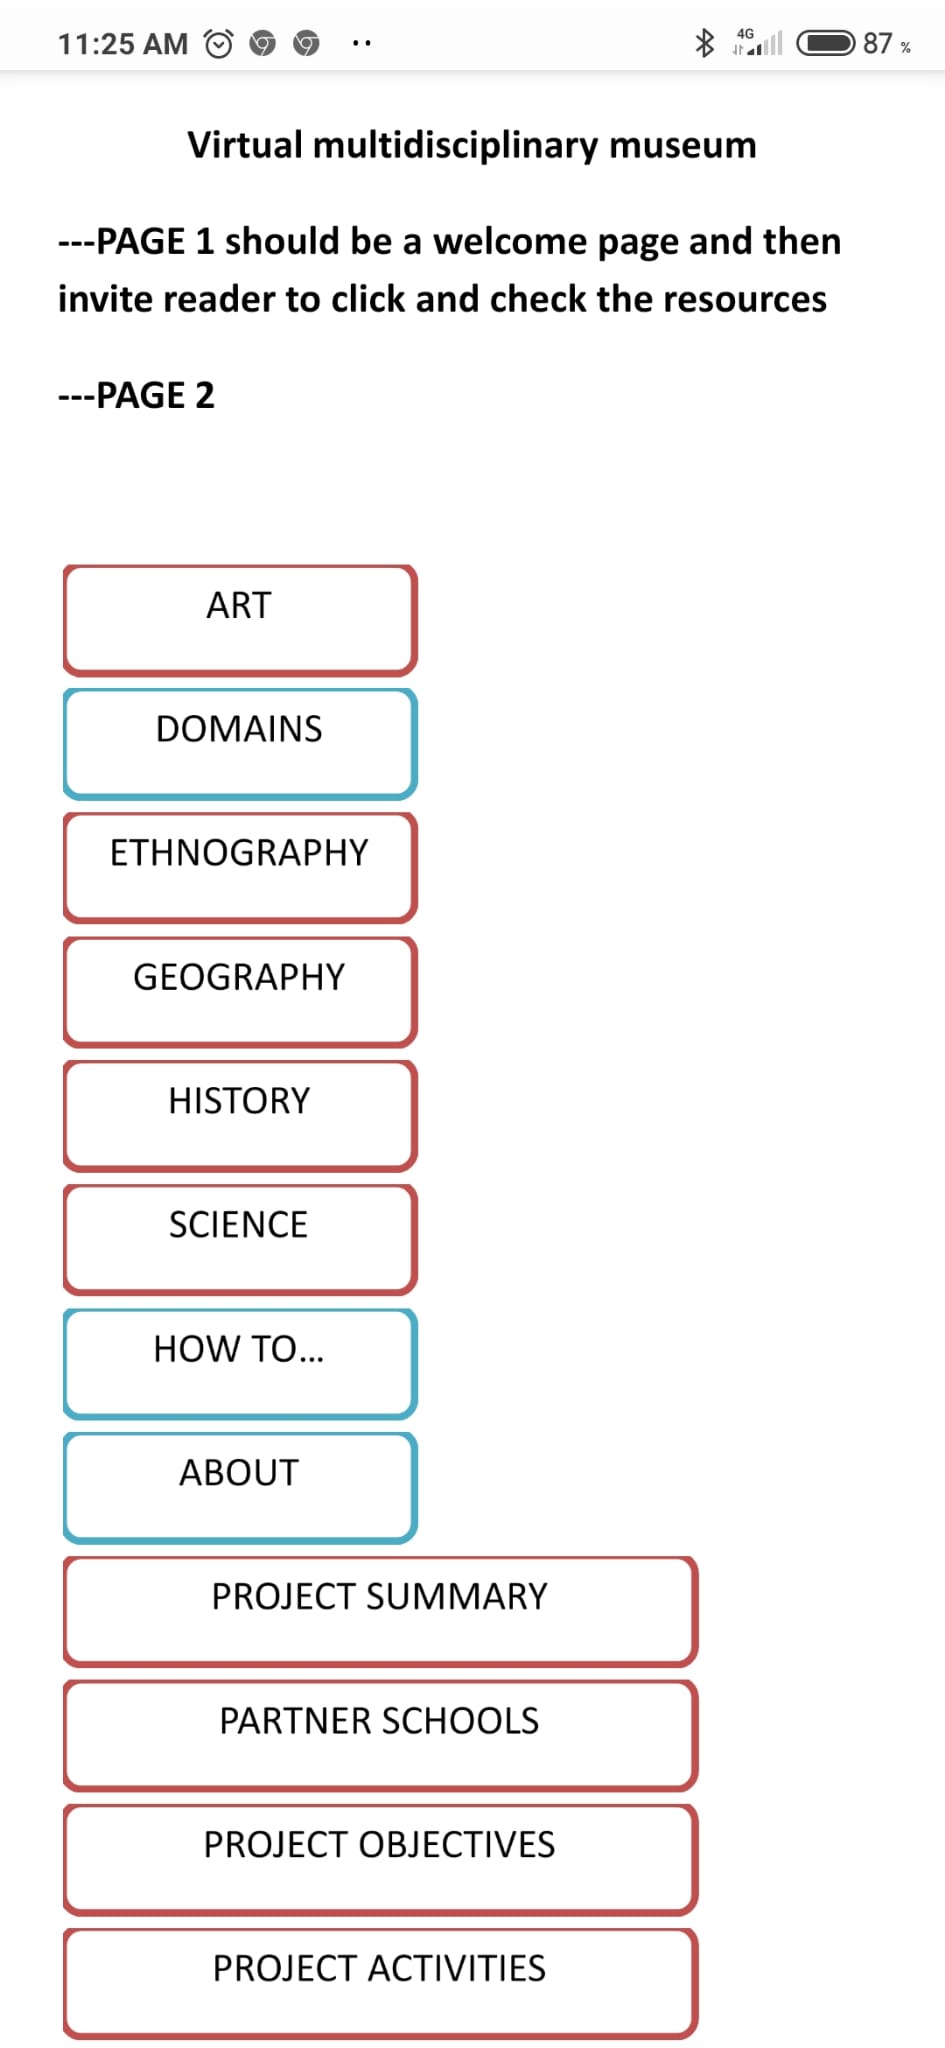 11:25 AM
4G
87 %
Virtual multidisciplinary museum
---PAGE 1 should be a welcome page and then
invite reader to click and check the resources
---PAGE 2
ART
DOMAINS
ETHNOGRAPHY
GEOGRAPHY
HISTORY
SCIENCE
HOW TO...
ABOUT
PROJECT SUMMARY
PARTNER SCHOOLS
PROJECT OBJECTIVES
PROJECT ACTIVITIES